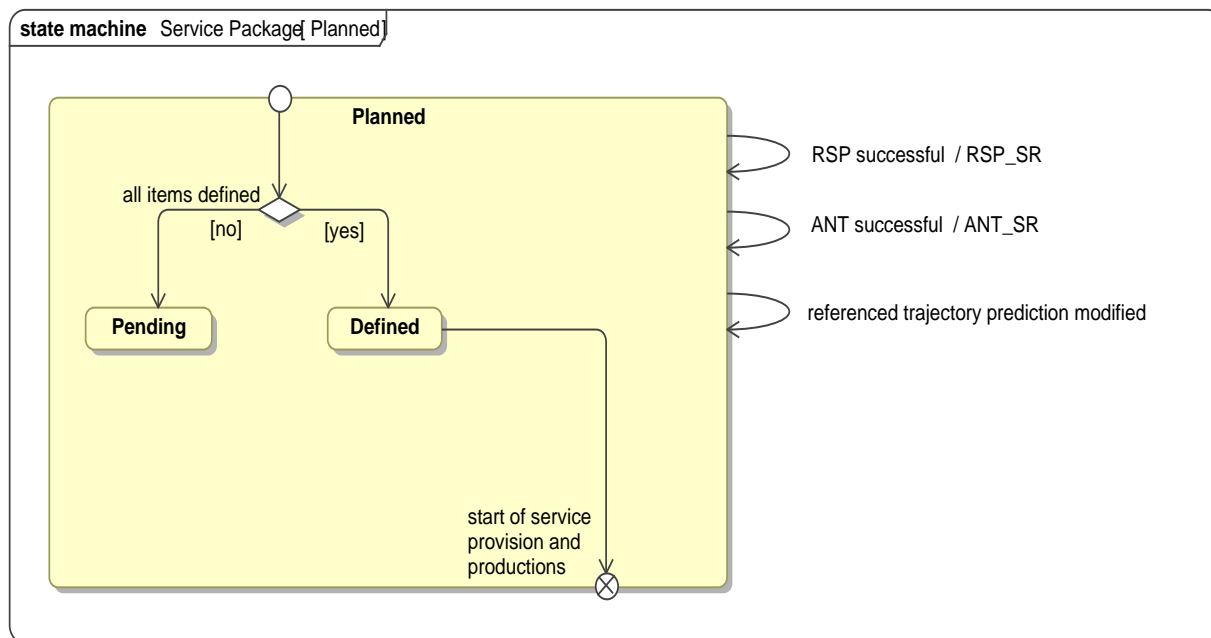 state machine Service Package[ Planned]
Planned
RSP successful / RSP_SR
all items defined
[no]
[yes]
ANT successful / ANT_SR
Pending
Defined
referenced trajectory prediction modified
start of service
provision and
productions